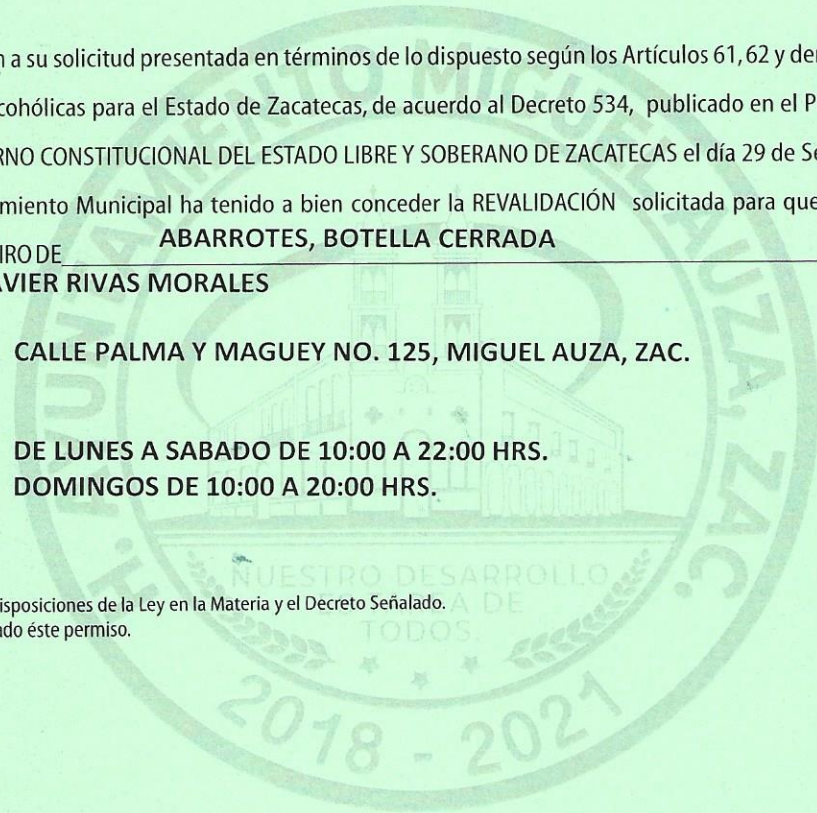 a su solicitud presentada en términos de lo dispuesto según los Artículos 61, 62 y
cohólicas para el Estado de Zacatecas, de acuerdo al Decreto 534, publicado en el P
RNO CONSTITUCIONAL DEL ESTADO LIBRE Y SOBERANO DE ZACATECAS el día 29 de Se
miento Municipal ha tenido a bien conceder la REVALIDACIÓN solicitada para que
IRO DE ABARROTES, BOTELLA CERRADA
AVIER RIVAS MORALES
CALLE PALMA Y MAGUEY NO. 125, MIGUEL AUZA, ZAC.
DE LUNES A SABADO DE 10:00 A 22:00 HRS.
DOMINGOS DE 10:00 A 20:00 HRS.
isposiciones de la Ley en la Materia y el Decreto Señalado.
ado éste permiso.
H. AYUNTAMIENTO MIGUEL AUZA, ZAC.
NUESTRO DESARROLLO
DE
TODOS.
2018 - 2021